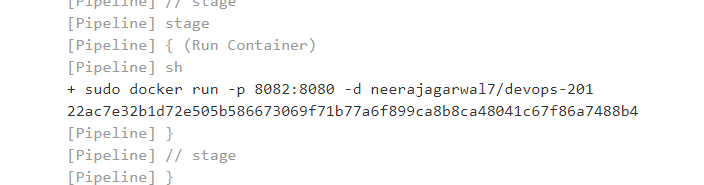 [Pipeline] // stage
[Pipeline] stage
[Pipeline] { (Run Container)
[Pipeline] sh
+ sudo docker run -p 8082:8080 -d neerajagarwal7/devops-201
22ac7e32b1d72e505b586673069f71b77a6f899ca8b8ca48041c67f86a7488b4
[Pipeline] }
[Pipeline] // stage
[Pipeline] }